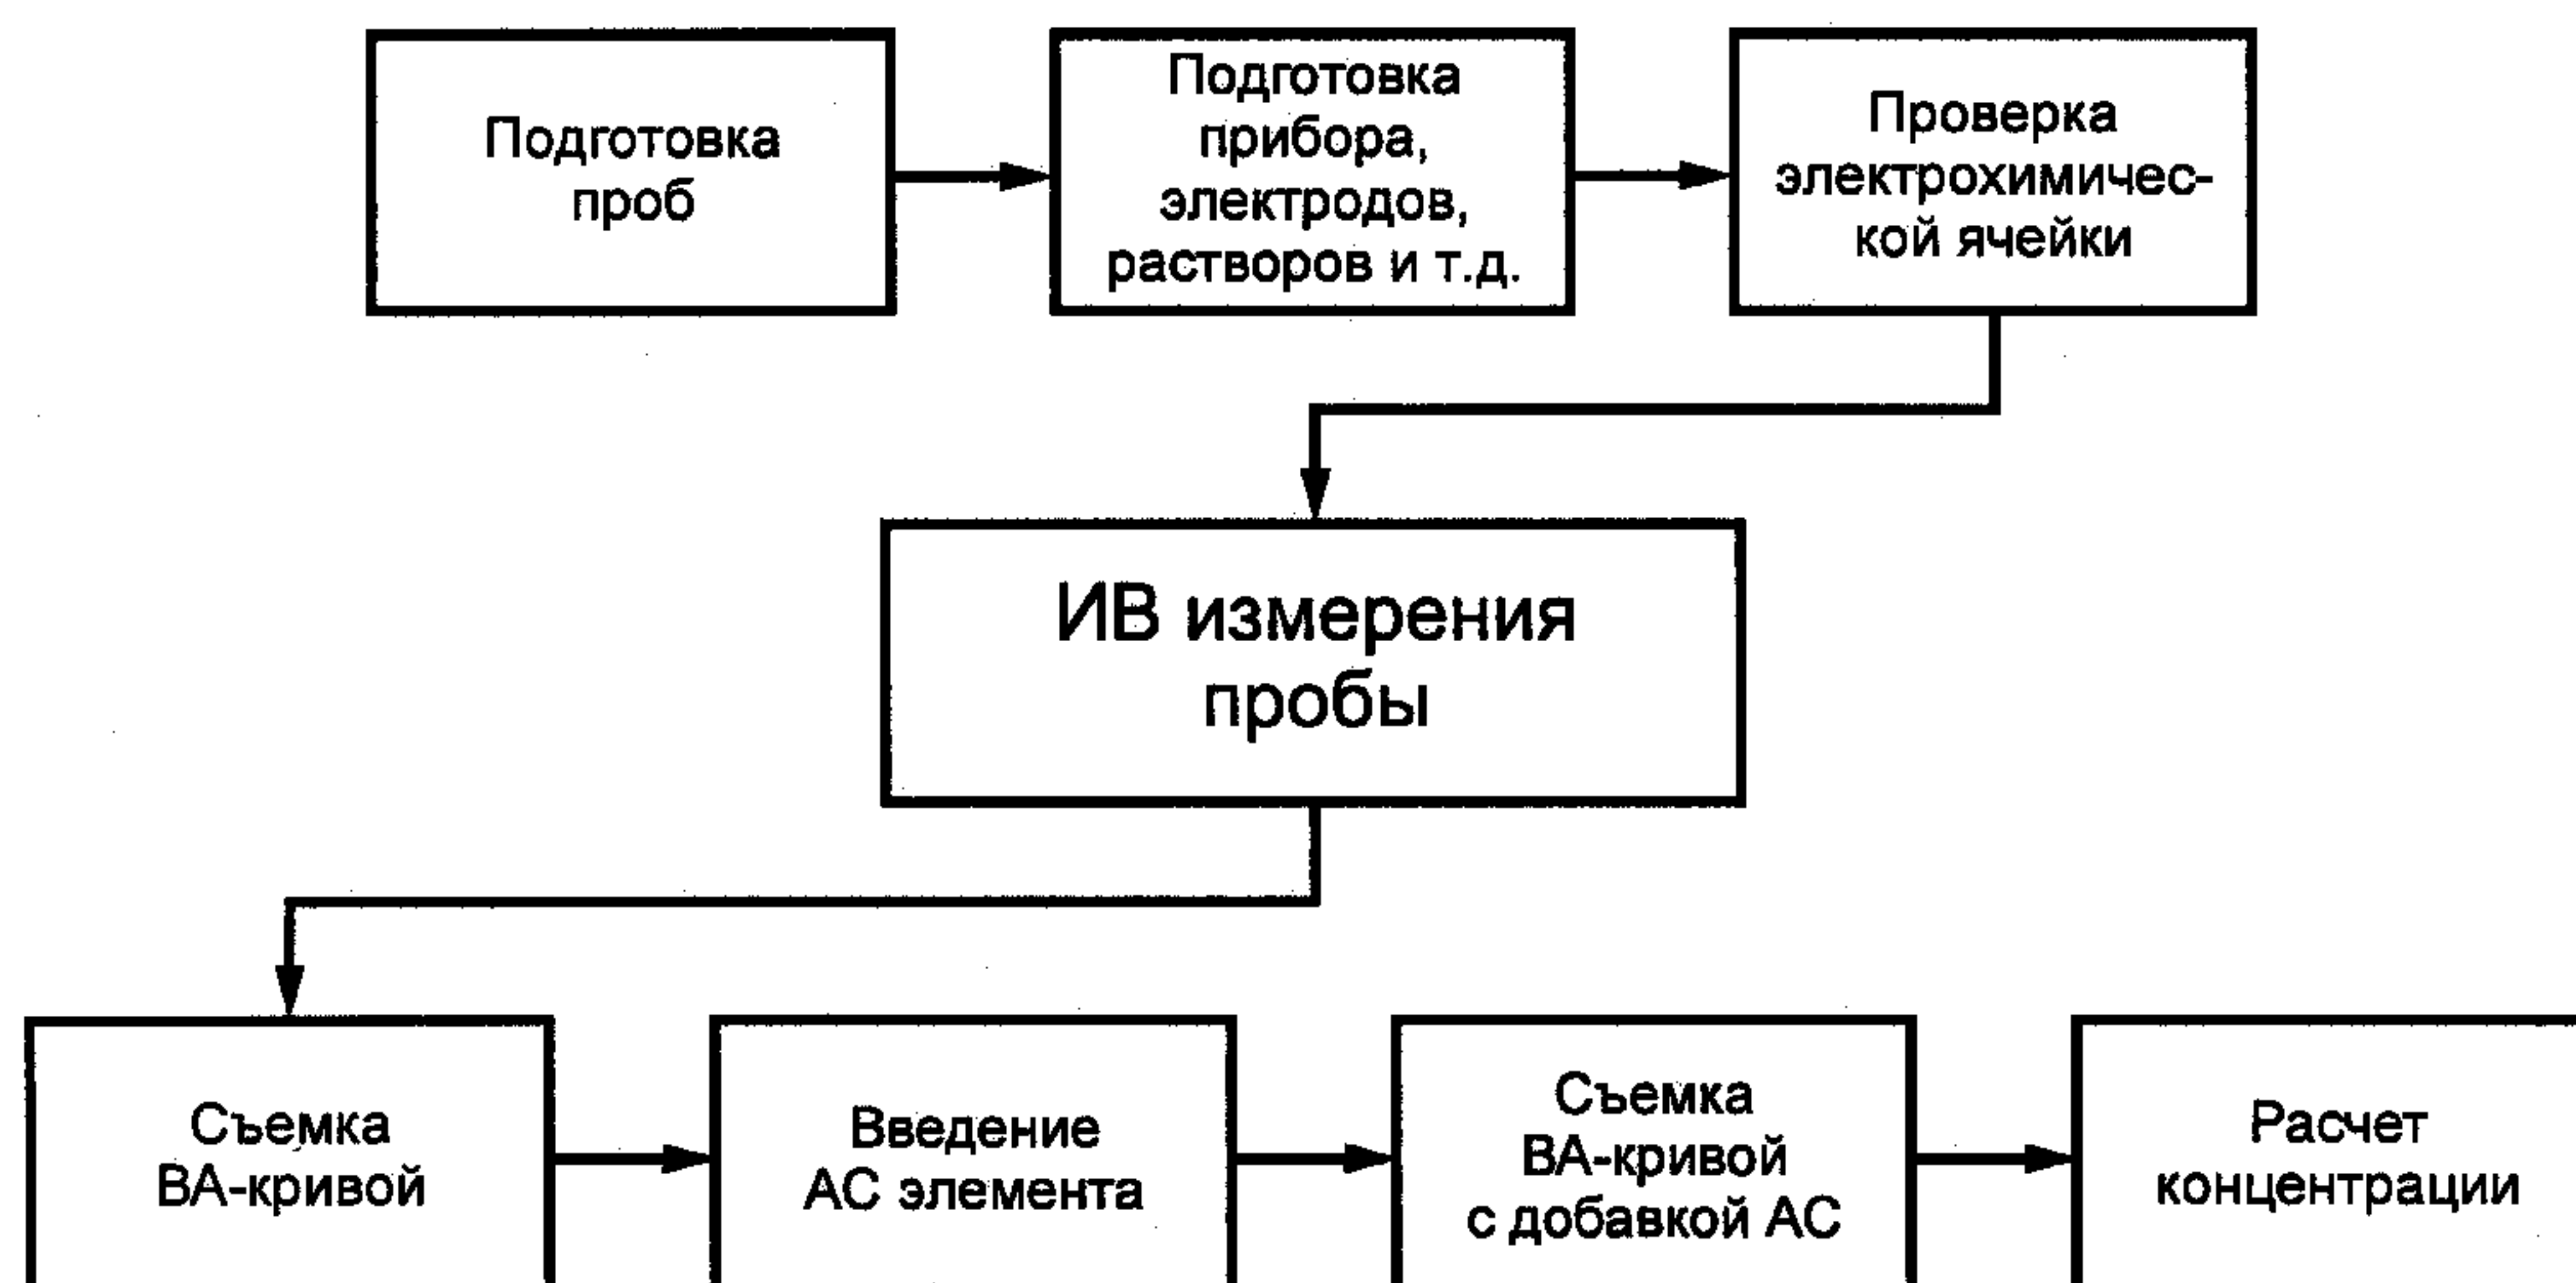 Подготовка
проб
Подготовка
прибора,
электродов,
растворов и т.д.
Проверка
электрохимичес-
кой ячейки
ИВ измерения
пробы
Съемка
ВА-кривой
Введение
АС элемента
Съемка
ВА-кривой
с добавкой АС
Расчет
концентрации